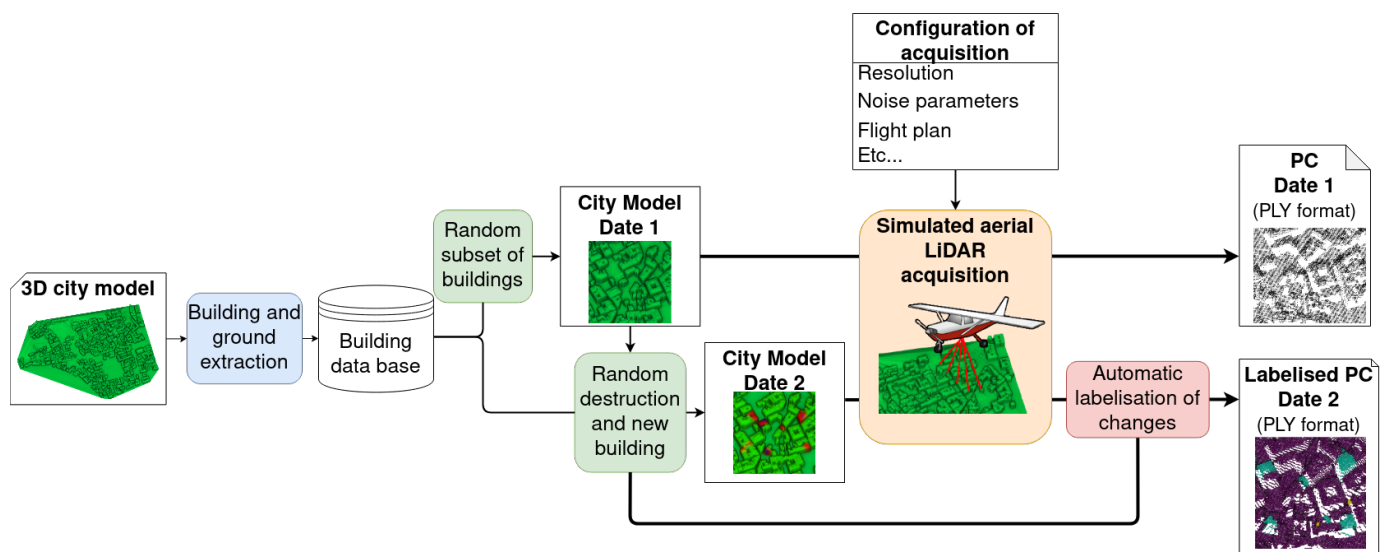 3D city model
Building and
ground
extraction
Building
data base
Random
subset of
buildings
City Model
Date 1
Random
destruction
and new
building
City Model
Date 2
Configuration of
acquisition
Resolution
Noise parameters
Flight plan
Etc...
Simulated aerial
LiDAR
acquisition
Automatic
labelisation of
changes
PC
Date 1
(PLY format)
Labelised PC
Date 2
(PLY format)